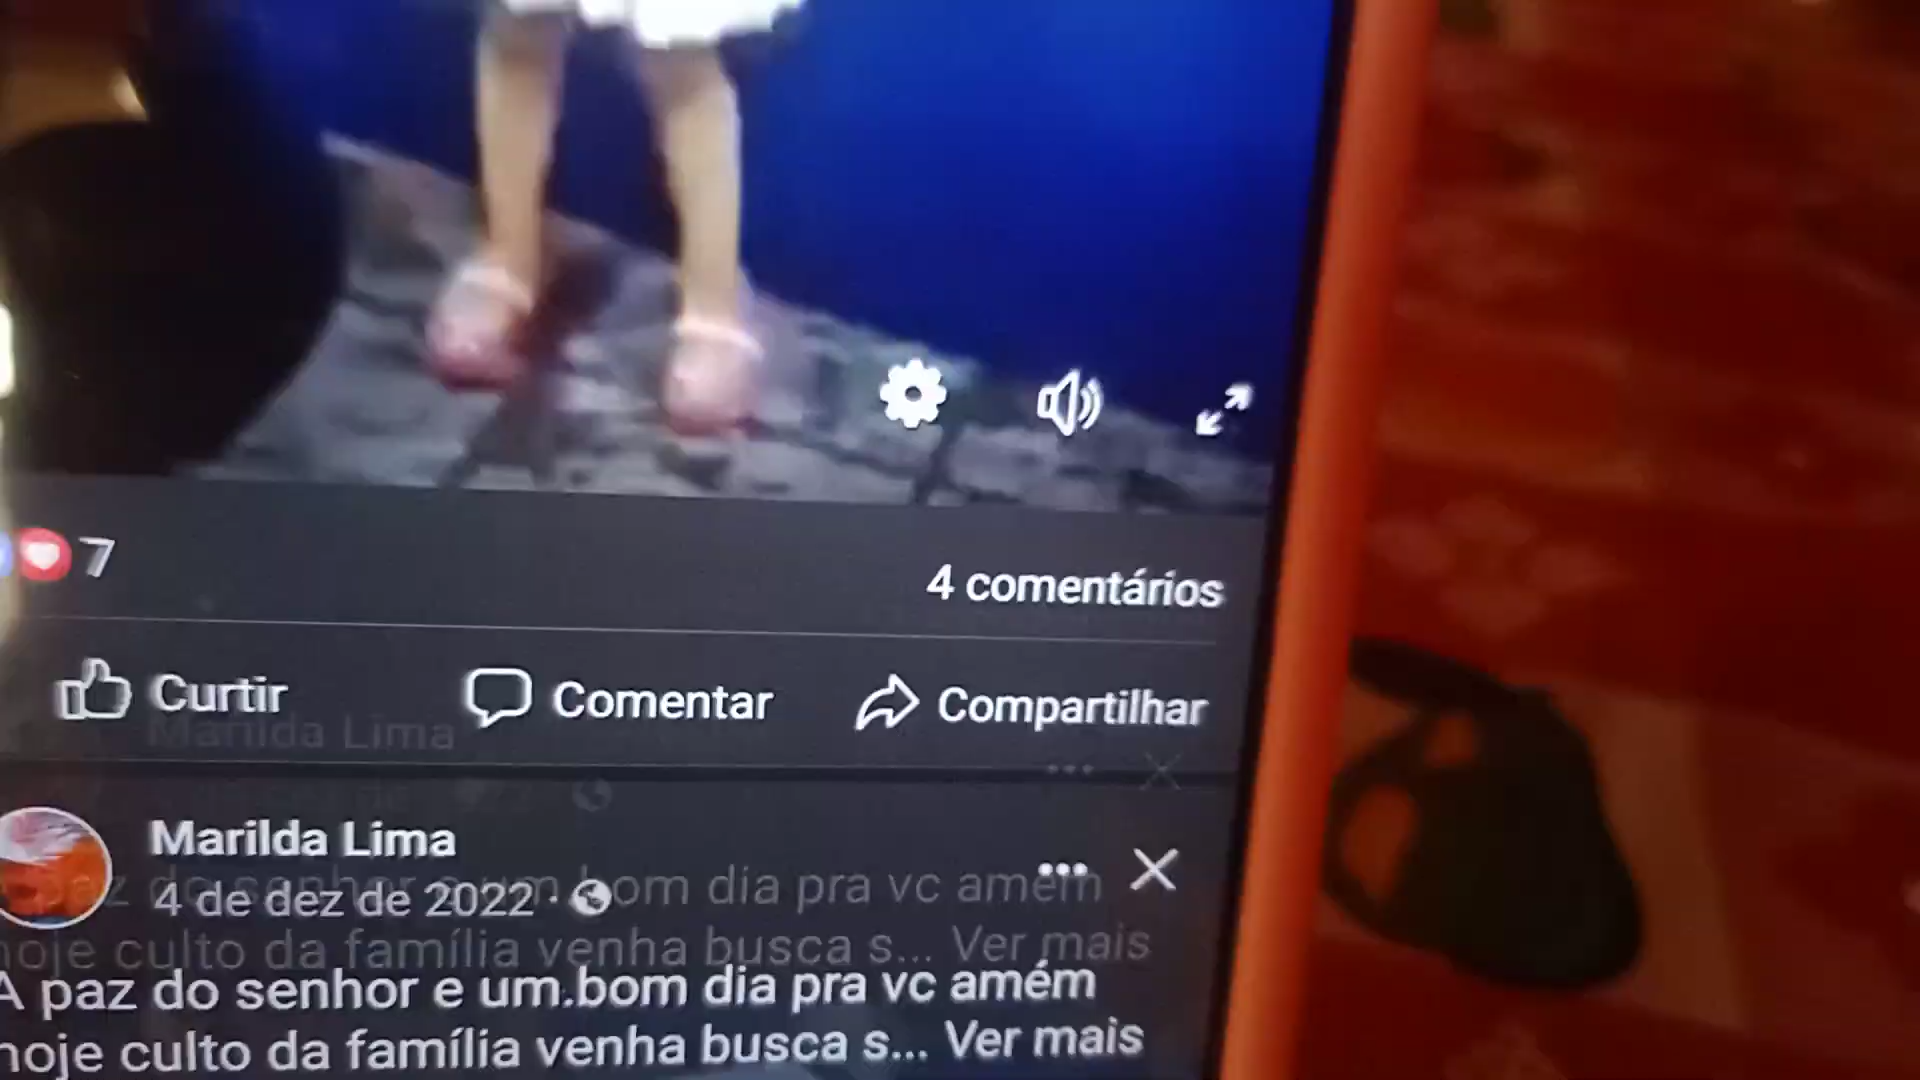 7
4 comentários
Curtir
Comentar
Compartilhar
Marilda Lima
4 de dez de 2022
A paz do senhor e um.bom dia pra vc amém
hoje culto da família venha busca s... Ver mais